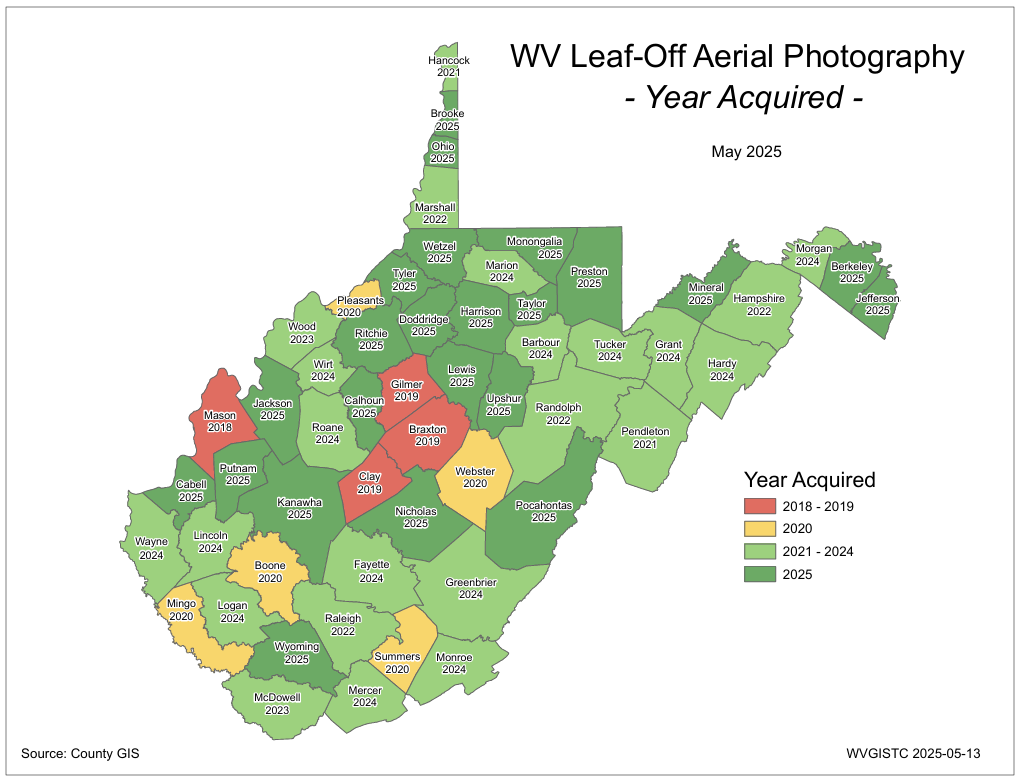 WV Leaf-Off Aerial Photography
- Year Acquired -
May 2025
Hancock
2021
Brooke
2025
Ohio
2025
Marshall
2022
Wetzel
2025
Monongalia
2025
Marion
2024
Preston
2025
Tyler
2025
Pleasants
2020
Doddridge
2025
Harrison
2025
Taylor
2025
Morgan
2024
Berkeley
2025
Jefferson
2025
Mineral
2025
Hampshire
2022
Wood
2023
Ritchie
2025
Barbour
2024
Tucker
2024
Grant
2024
Hardy
2024
Wirt
2024
Gilmer
2019
Lewis
2025
Upshur
2025
Randolph
2022
Pendleton
2021
Mason
2018
Jackson
2025
Calhoun
2025
Roane
2024
Braxton
2019
Webster
2020
Clay
2019
Putnam
2025
Cabell
2025
Kanawha
2025
Nicholas
2025
Pocahontas
2025
Wayne
2024
Lincoln
2024
Boone
2020
Fayette
2024
Greenbrier
2024
Mingo
2020
Logan
2024
Raleigh
2022
Wyoming
2025
Summers
2020
Monroe
2024
McDowell
2023
Mercer
2024
Year Acquired
2018 - 2019
2020
2021 - 2024
2025
Source: County GIS
WVGISTC 2025-05-13